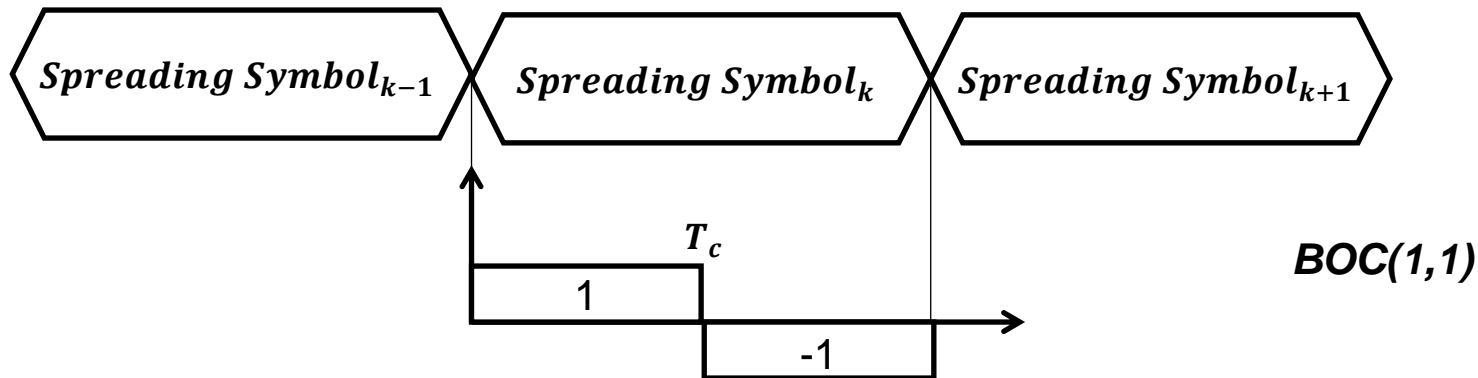 Spreading Symbol_{k-1} Spreading Symbol_k Spreading Symbol_{k+1}
T_c
BOC(1,1)
1
-1